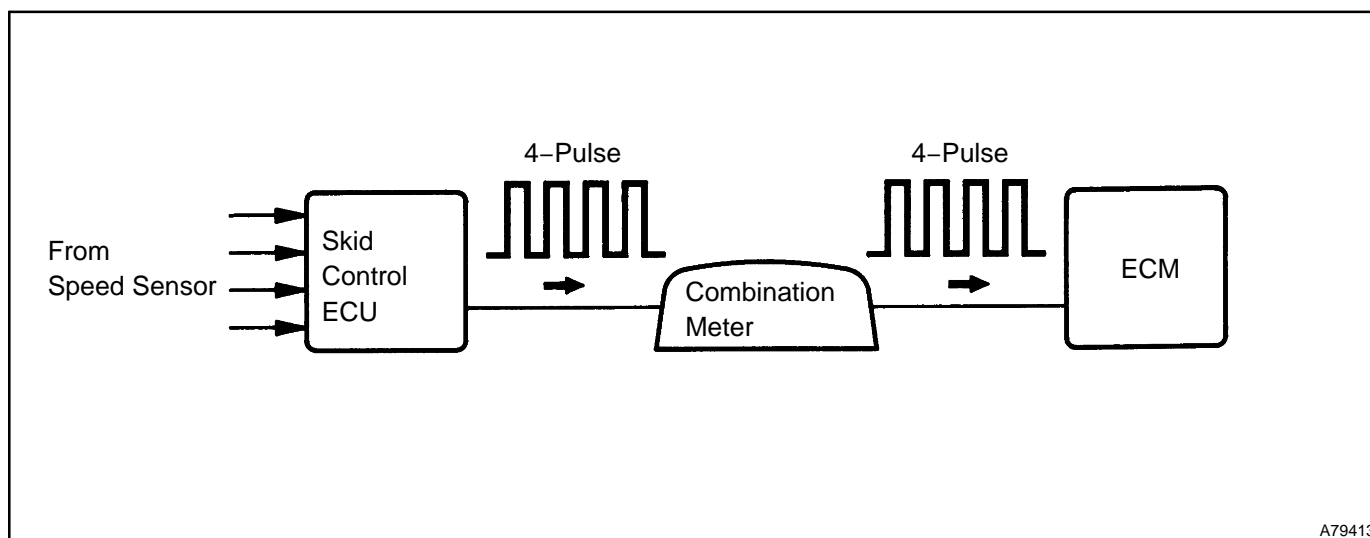 4−Pulse
4−Pulse
From
Speed Sensor
Skid
Control
ECU
Combination
Meter
ECM
A79413